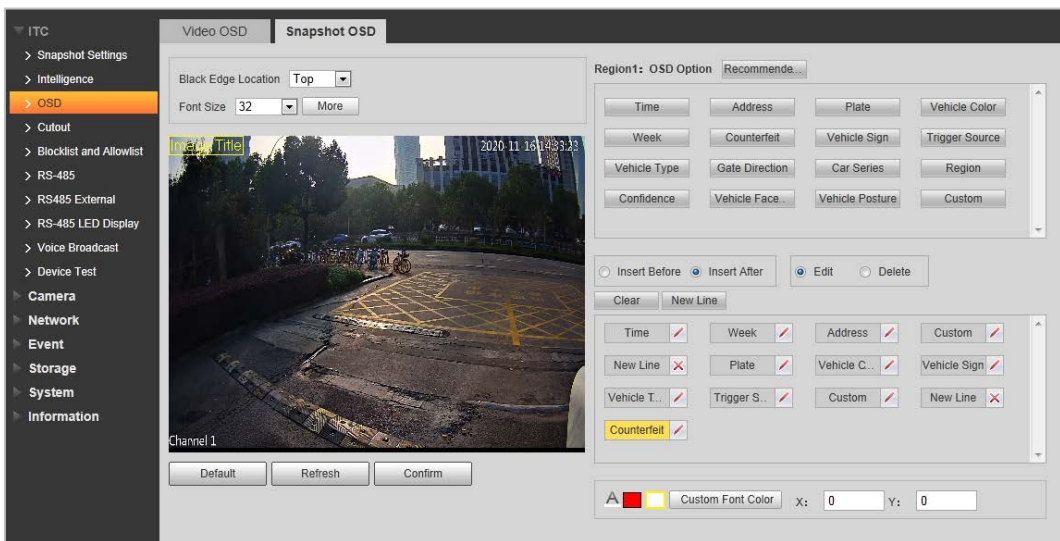 ITC
Snapshot Settings
Intelligence
OSD
Cutout
Blocklist and Allowlist
RS-485
RS485 External
RS-485 LED Display
Voice Broadcast
Device Test
Camera
Network
Event
Storage
System
Information
Video OSD Snapshot OSD
Black Edge Location Top
Font Size 32 More
Image Title 2020-11-16 14:33:23
Channel 1
Default Refresh Confirm
Region1: OSD Option Recommende...
Time Address Plate Vehicle Color
Week Counterfeit Vehicle Sign Trigger Source
Vehicle Type Gate Direction Car Series Region
Confidence Vehicle Face.. Vehicle Posture Custom
Insert Before Insert After Edit Delete
Clear New Line
Time Week Address Custom
New Line Plate Vehicle C... Vehicle Sign
Vehicle T... Trigger S... Custom New Line
Counterfeit
A Custom Font Color X: 0 Y: 0